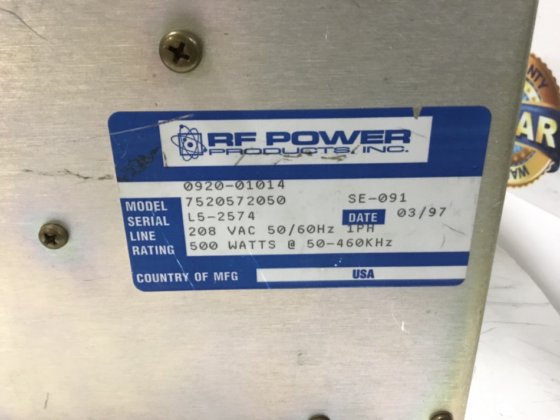 RF POWER
PRODUCTS, INC.
0920-01014
MODEL 7520572050 SE-091
SERIAL L5-2574 DATE 03/97
LINE 208 VAC 50/60Hz 1PH
RATING 500 WATTS @ 50-460KHz
COUNTRY OF MFG USA